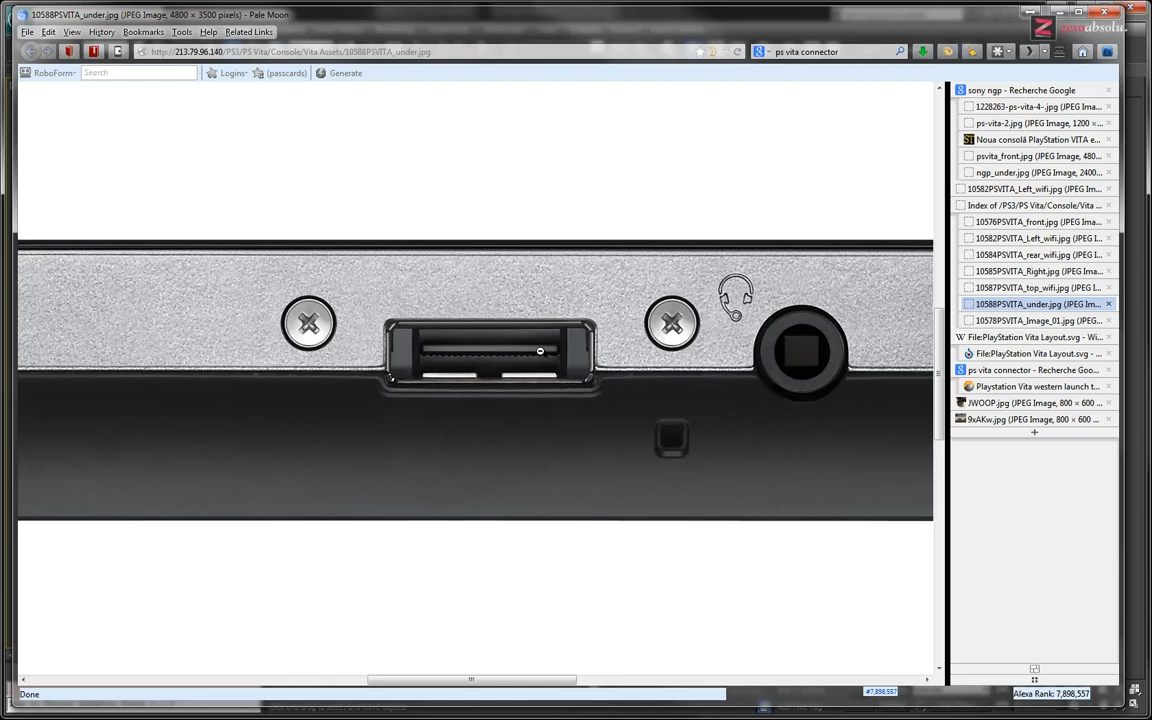 10588PSVITA_under.jpg (JPEG Image, 4800 × 3500 pixels) - Pale Moon
File Edit View History Bookmarks Tools Help Related Links
http://213.79.96.140/PS3/PS Vita/Console/Vita Assets/10588PSVITA_under.jpg
ps vita connector
RoboForm Search Logins (passcards) Generate
sony ngp - Recherche Google
1228263-ps-vita-4-.jpg (JPEG Ima...
ps-vita-2.jpg (JPEG Image, 1200 ×...
Noua consolă PlayStation VITA e...
psvita_front.jpg (JPEG Image, 480...
ngp_under.jpg (JPEG Image, 2400...
10582PSVITA_Left_wifi.jpg (JPEG Im...
Index of /PS3/PS Vita/Console/Vita ...
10576PSVITA_front.jpg (JPEG Ima...
10582PSVITA_Left_wifi.jpg (JPEG I...
10584PSVITA_rear_wifi.jpg (JPEG I...
10585PSVITA_Right.jpg (JPEG Ima...
10587PSVITA_top_wifi.jpg (JPEG I...
10588PSVITA_under.jpg (JPEG Im...
10578PSVITA_Image_01.jpg (JPEG...
File:PlayStation Vita Layout.svg - Wi...
File:PlayStation Vita Layout.svg - ...
ps vita connector - Recherche Goo...
Playstation Vita western launch t...
JWOOP.jpg (JPEG Image, 800 × 600 ...
9xAKw.jpg (JPEG Image, 800 × 600 ...
Done
#7,898,557
Alexa Rank: 7,898,557